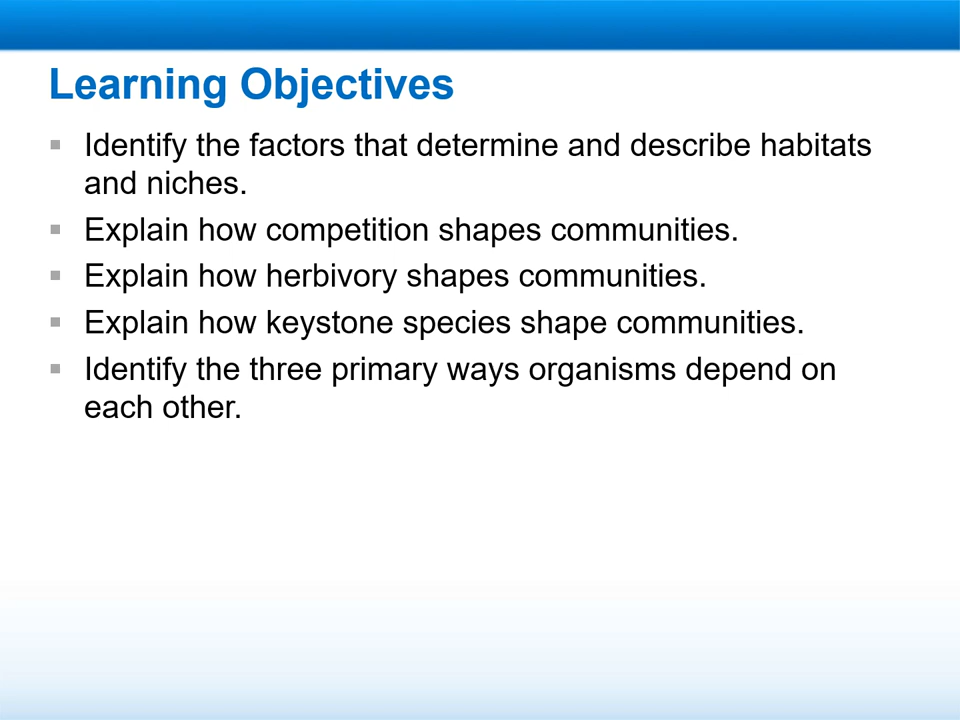 Learning Objectives
Identify the factors that determine and describe habitats
and niches.
Explain how competition shapes communities.
Explain how herbivory shapes communities.
Explain how keystone species shape communities.
Identify the three primary ways organisms depend on
each other.